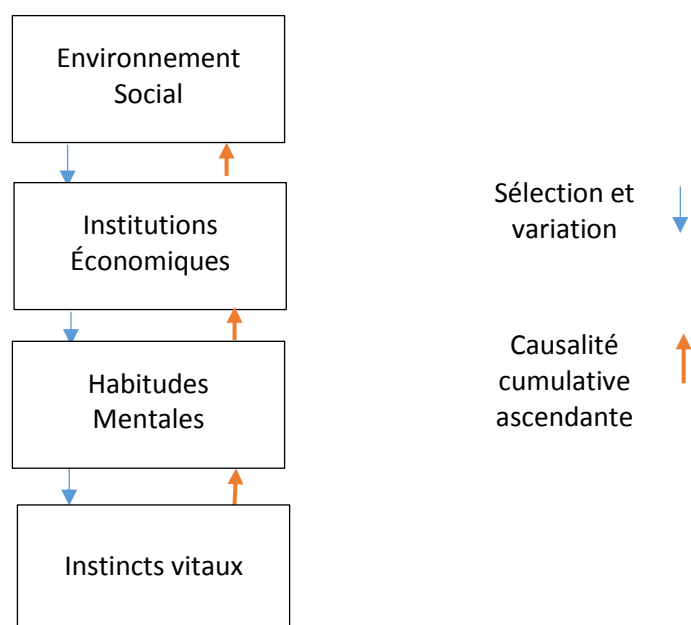 Environnement
Social
Institutions
Économiques
Habitudes
Mentales
Instincts vitaux
Sélection et
variation
Causalité
cumulative
ascendante